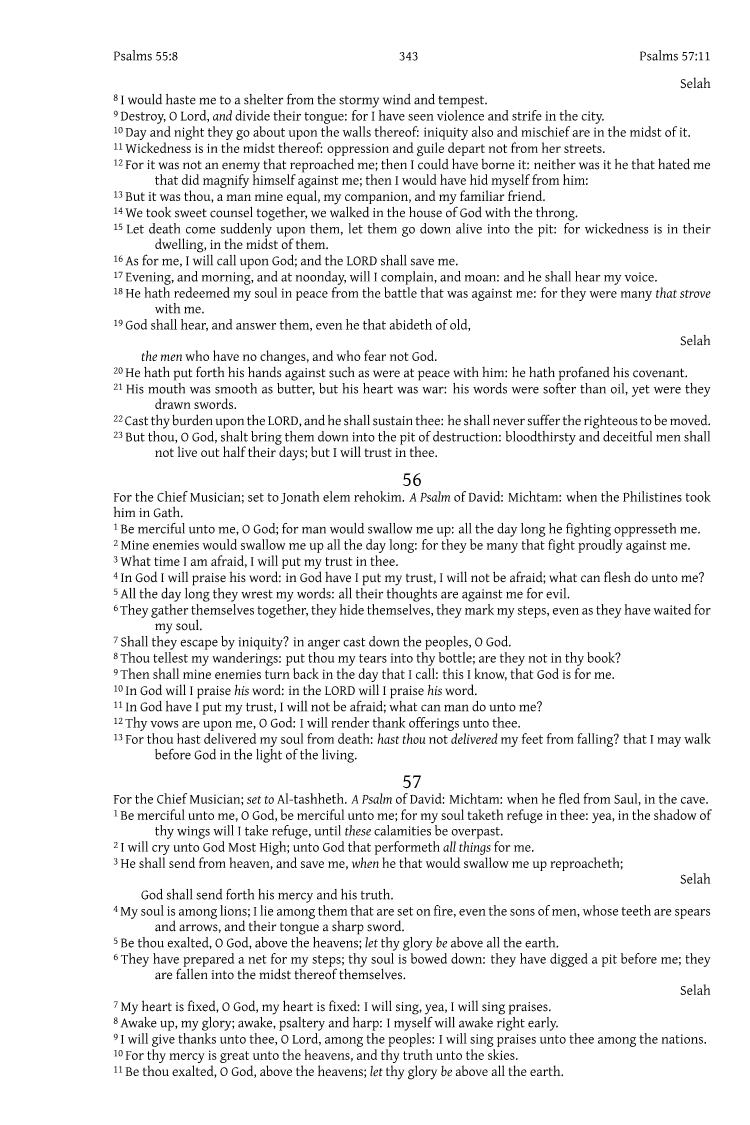 Psalms 55:8 343 Psalms 57:11
Selah
8 I would haste me to a shelter from the stormy wind and tempest.
9 Destroy, O Lord, and divide their tongue: for I have seen violence and strife in the city.
10 Day and night they go about upon the walls thereof: iniquity also and mischief are in the midst of it.
11 Wickedness is in the midst thereof: oppression and guile depart not from her streets.
12 For it was not an enemy that reproached me; then I could have borne it: neither was it he that hated me
that did magnify himself against me; then I would have hid myself from him:
13 But it was thou, a man mine equal, my companion, and my familiar friend.
14 We took sweet counsel together, we walked in the house of God with the throng.
15 Let death come suddenly upon them, let them go down alive into the pit: for wickedness is in their
dwelling, in the midst of them.
16 As for me, I will call upon God; and the LORD shall save me.
17 Evening, and morning, and at noonday, will I complain, and moan: and he shall hear my voice.
18 He hath redeemed my soul in peace from the battle that was against me: for they were many that strove
with me.
19 God shall hear, and answer them, even he that abideth of old,
Selah
the men who have no changes, and who fear not God.
20 He hath put forth his hands against such as were at peace with him: he hath profaned his covenant.
21 His mouth was smooth as butter, but his heart was war: his words were softer than oil, yet were they
drawn swords.
22 Cast thy burden upon the LORD, and he shall sustain thee: he shall never suffer the righteous to be moved.
23 But thou, O God, shalt bring them down into the pit of destruction: bloodthirsty and deceitful men shall
not live out half their days; but I will trust in thee.
56
For the Chief Musician; set to Jonath elem rehokim. A Psalm of David: Michtam: when the Philistines took
him in Gath.
1 Be merciful unto me, O God; for man would swallow me up: all the day long he fighting oppresseth me.
2 Mine enemies would swallow me up all the day long: for they be many that fight proudly against me.
3 What time I am afraid, I will put my trust in thee.
4 In God I will praise his word: in God have I put my trust, I will not be afraid; what can flesh do unto me?
5 All the day long they wrest my words: all their thoughts are against me for evil.
6 They gather themselves together, they hide themselves, they mark my steps, even as they have waited for
my soul.
7 Shall they escape by iniquity? in anger cast down the peoples, O God.
8 Thou tellest my wanderings: put thou my tears into thy bottle; are they not in thy book?
9 Then shall mine enemies turn back in the day that I call: this I know, that God is for me.
10 In God will I praise his word: in the LORD will I praise his word.
11 In God have I put my trust, I will not be afraid; what can man do unto me?
12 Thy vows are upon me, O God: I will render thank offerings unto thee.
13 For thou hast delivered my soul from death: hast thou not delivered my feet from falling? that I may walk
before God in the light of the living.
57
For the Chief Musician; set to Al-tashheth. A Psalm of David: Michtam: when he fled from Saul, in the cave.
1 Be merciful unto me, O God, be merciful unto me; for my soul taketh refuge in thee: yea, in the shadow of
thy wings will I take refuge, until these calamities be overpast.
2 I will cry unto God Most High; unto God that performeth all things for me.
3 He shall send from heaven, and save me, when he that would swallow me up reproacheth;
Selah
God shall send forth his mercy and his truth.
4 My soul is among lions; I lie among them that are set on fire, even the sons of men, whose teeth are spears
and arrows, and their tongue a sharp sword.
5 Be thou exalted, O God, above the heavens; let thy glory be above all the earth.
6 They have prepared a net for my steps; thy soul is bowed down: they have digged a pit before me; they
are fallen into the midst thereof themselves.
Selah
7 My heart is fixed, O God, my heart is fixed: I will sing, yea, I will sing praises.
8 Awake up, my glory; awake, psaltery and harp: I myself will awake right early.
9 I will give thanks unto thee, O Lord, among the peoples: I will sing praises unto thee among the nations.
10 For thy mercy is great unto the heavens, and thy truth unto the skies.
11 Be thou exalted, O God, above the heavens; let thy glory be above all the earth.